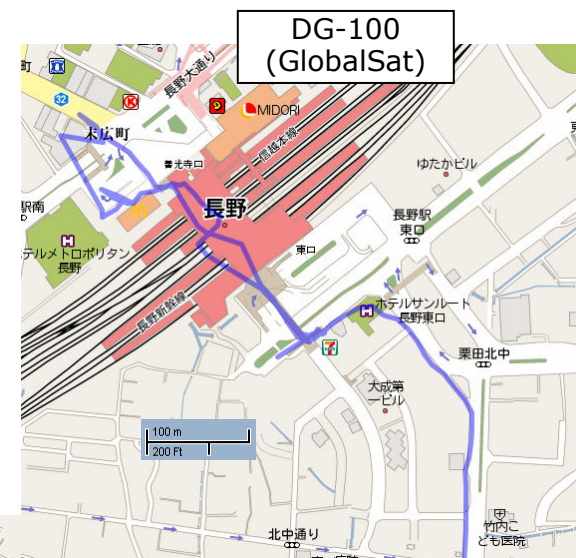 DG-100
(GlobalSat)
町
32
K
長野大通り
MIDORI
末広町
善光寺口
信越本線
ゆたかビル
駅南
長野
長野駅
東口
東口
テルメトロポリタン
長野
長野新幹線
ホテルサンルート
長野東口
7
栗田北中
大成第
一ビル
100 m
200 Ft
竹内こ
ども医院
北中通り